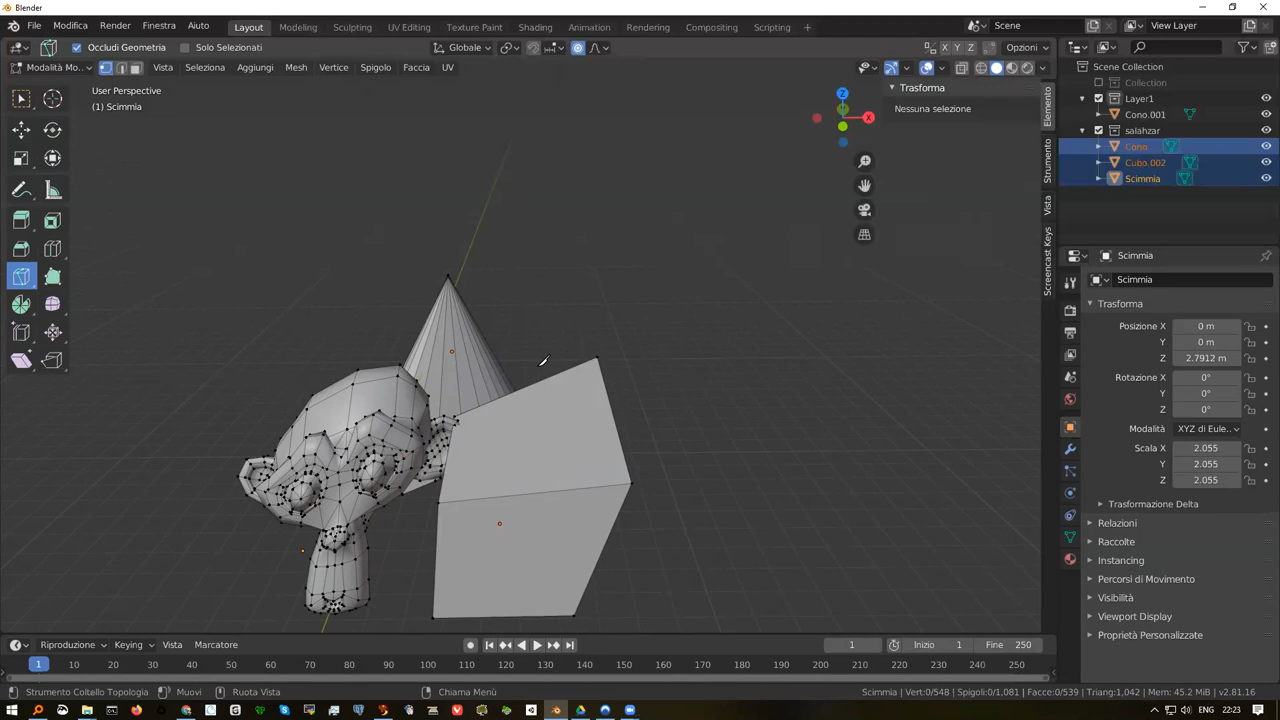 Blender
File
Render
Finestra
Aiuto
Layout
Modeling
Sculpting
UV Editing
Texture Paint
Shading
Animation
Rendering
Compositing
Scripting
+
Scene
View Layer
Occludi Geometria
Solo Selezionati
Globale
X Y Z
Opzioni
Modalità Mo..
Vista
Seleziona
Aggiungi
Mesh
Vertice
Spigolo
Faccia
UV
User Perspective
(1) Scimmia
Z
X
Trasforma
Nessuna selezione
Elemento
Strumento
Vista
Screencast Keys
Scene Collection
Collection
Layer1
Cono.001
salahzar
Cono
Cubo.002
Scimmia
Scimmia
Scimmia
Trasforma
Posizione X 0 m
Y 0 m
Z 2.7912 m
Rotazione X 0°
Y 0°
Z 0°
Modalità XYZ di Eule..
Scala X 2.055
Y 2.055
Z 2.055
Trasformazione Delta
Relazioni
Raccolte
Instancing
Percorsi di Movimento
Visibilità
Viewport Display
Proprietà Personalizzate
Riproduzione
Keying
Vista
Marcatore
1
Inizio 1
Fine 250
1 10 20 30 40 50 60 70 80 90 100 110 120 130 140 150 160 170 180 190 200 210 220 230 240 250
Strumento Coltello Topologia
Muovi
Ruota Vista
Chiama Menù
Scimmia | Vert:0/548 | Spigoli:0/1,081 | Facce:0/539 | Triang:1,042 | Mem: 45.2 MiB | v2.81.16
ENG
22:23